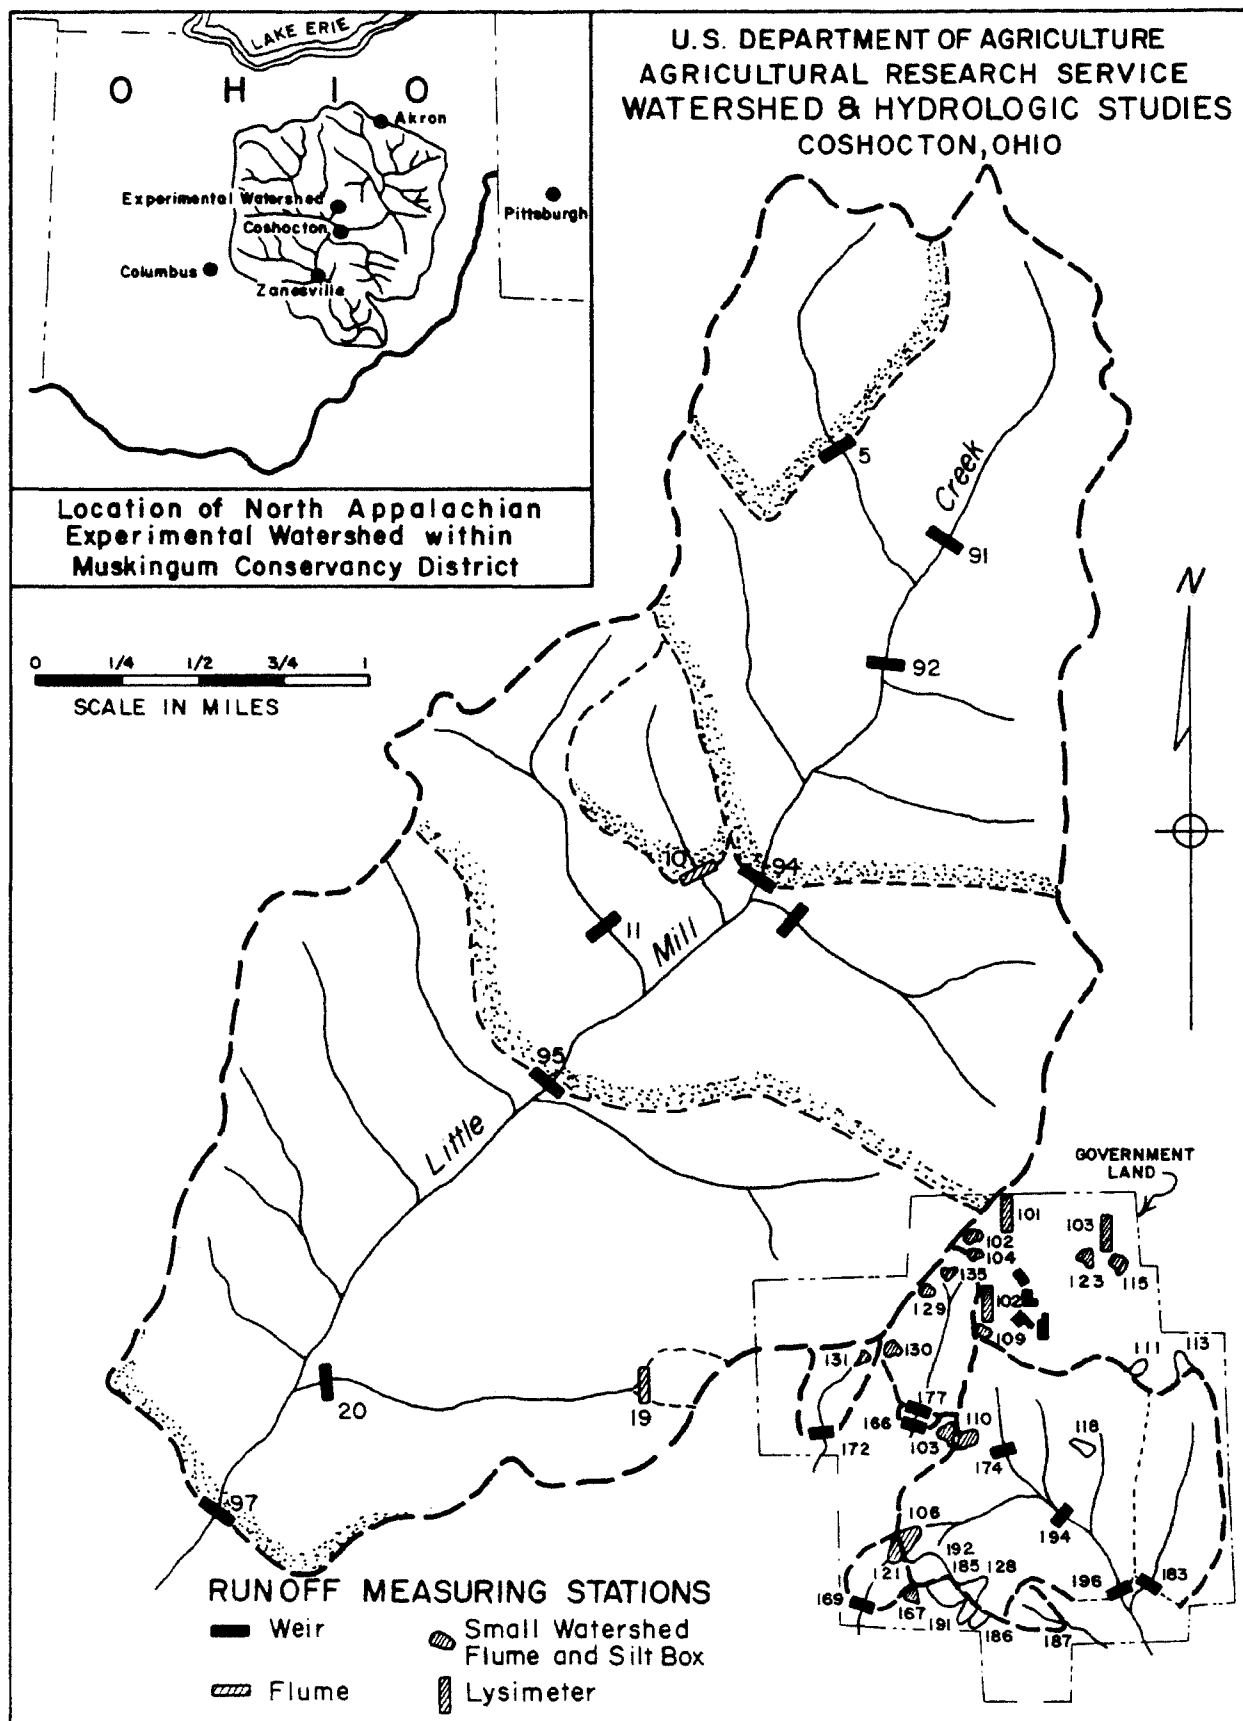 LAKE ERIE
O H I O
Akron
Experimental Watershed
Coshocton
Pittsburgh
Columbus
Zanesville
Location of North Appalachian
Experimental Watershed within
Muskingum Conservancy District
U.S. DEPARTMENT OF AGRICULTURE
AGRICULTURAL RESEARCH SERVICE
WATERSHED & HYDROLOGIC STUDIES
COSHOCTON, OHIO
0 1/4 1/2 3/4 1
SCALE IN MILES
N
5
Creek
91
92
10
94
11
Mill
95
Little
GOVERNMENT
LAND
101
103
102
104
123
115
135
129
102
109
130
131
111
113
20
19
177
166
110
103
172
174
118
97
106
194
192
121
185
128
196
183
169
167
191
186
187
RUNOFF MEASURING STATIONS
Weir
Small Watershed
Flume and Silt Box
Flume
Lysimeter